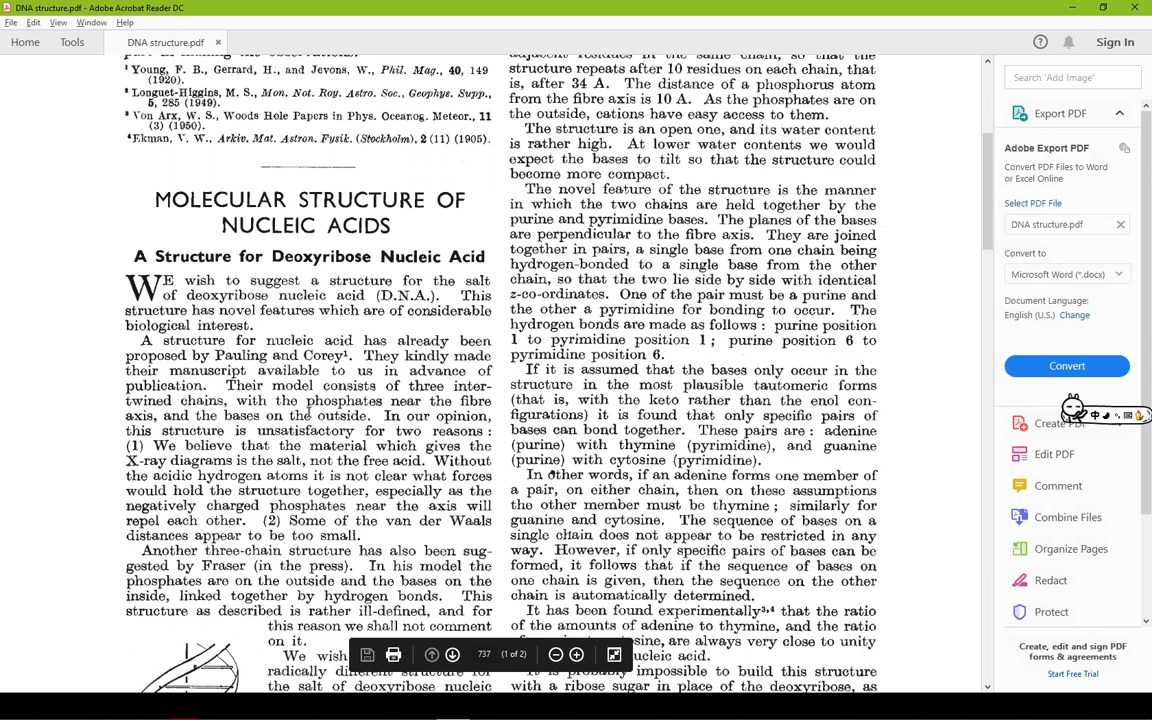 DNA structure.pdf - Adobe Acrobat Reader DC
File Edit View Window Help
Home Tools DNA structure.pdf × Sign In
¹ Young, F. B., Gerrard, H., and Jevons, W., Phil. Mag., 40, 149
(1920).
² Longuet-Higgins, M. S., Mon. Not. Roy. Astro. Soc., Geophys. Supp.,
5, 285 (1949).
³ Von Arx, W. S., Woods Hole Papers in Phys. Oceanog. Meteor., 11
(3) (1950).
⁴ Ekman, V. W., Arkiv. Mat. Astron. Fysik. (Stockholm), 2 (11) (1905).
MOLECULAR STRUCTURE OF
NUCLEIC ACIDS
A Structure for Deoxyribose Nucleic Acid
WE wish to suggest a structure for the salt
of deoxyribose nucleic acid (D.N.A.). This
structure has novel features which are of considerable
biological interest.
A structure for nucleic acid has already been
proposed by Pauling and Corey¹. They kindly made
their manuscript available to us in advance of
publication. Their model consists of three inter-
twined chains, with the phosphates near the fibre
axis, and the bases on the outside. In our opinion,
this structure is unsatisfactory for two reasons :
(1) We believe that the material which gives the
X-ray diagrams is the salt, not the free acid. Without
the acidic hydrogen atoms it is not clear what forces
would hold the structure together, especially as the
negatively charged phosphates near the axis will
repel each other. (2) Some of the van der Waals
distances appear to be too small.
Another three-chain structure has also been sug-
gested by Fraser (in the press). In his model the
phosphates are on the outside and the bases on the
inside, linked together by hydrogen bonds. This
structure as described is rather ill-defined, and for
this reason we shall not comment
on it.
We wish
radically different structure for
the salt of deoxyribose nucleic
adjacent residues in the same chain, so that the
structure repeats after 10 residues on each chain, that
is, after 34 A. The distance of a phosphorus atom
from the fibre axis is 10 A. As the phosphates are on
the outside, cations have easy access to them.
The structure is an open one, and its water content
is rather high. At lower water contents we would
expect the bases to tilt so that the structure could
become more compact.
The novel feature of the structure is the manner
in which the two chains are held together by the
purine and pyrimidine bases. The planes of the bases
are perpendicular to the fibre axis. They are joined
together in pairs, a single base from one chain being
hydrogen-bonded to a single base from the other
chain, so that the two lie side by side with identical
z-co-ordinates. One of the pair must be a purine and
the other a pyrimidine for bonding to occur. The
hydrogen bonds are made as follows : purine position
1 to pyrimidine position 1 ; purine position 6 to
pyrimidine position 6.
If it is assumed that the bases only occur in the
structure in the most plausible tautomeric forms
(that is, with the keto rather than the enol con-
figurations) it is found that only specific pairs of
bases can bond together. These pairs are : adenine
(purine) with thymine (pyrimidine), and guanine
(purine) with cytosine (pyrimidine).
In other words, if an adenine forms one member of
a pair, on either chain, then on these assumptions
the other member must be thymine ; similarly for
guanine and cytosine. The sequence of bases on a
single chain does not appear to be restricted in any
way. However, if only specific pairs of bases can be
formed, it follows that if the sequence of bases on
one chain is given, then the sequence on the other
chain is automatically determined.
It has been found experimentally³,⁴ that the ratio
of the amounts of adenine to thymine, and the ratio
are always very close to unity
nucleic acid.
It is probably impossible to build this structure
with a ribose sugar in place of the deoxyribose, as
737 (1 of 2)
Search 'Add Image'
Export PDF
Adobe Export PDF
Convert PDF Files to Word
or Excel Online
Select PDF File
DNA structure.pdf ×
Convert to
Microsoft Word (*.docx)
Document Language:
English (U.S.) Change
Convert
Create PDF
中
Edit PDF
Comment
Combine Files
Organize Pages
Redact
Protect
Create, edit and sign PDF
forms & agreements
Start Free Trial